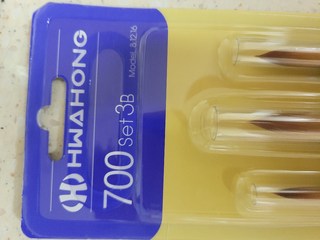 HWAHONG
700 Set 3B
Model. a1216